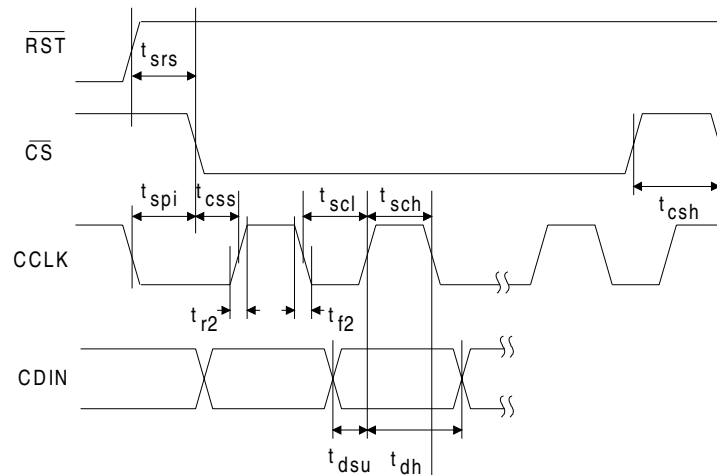 RST
t srs
CS
t spi
t css
t scl
t sch
t csh
CCLK
t r2
t f2
CDIN
t dsu
t dh